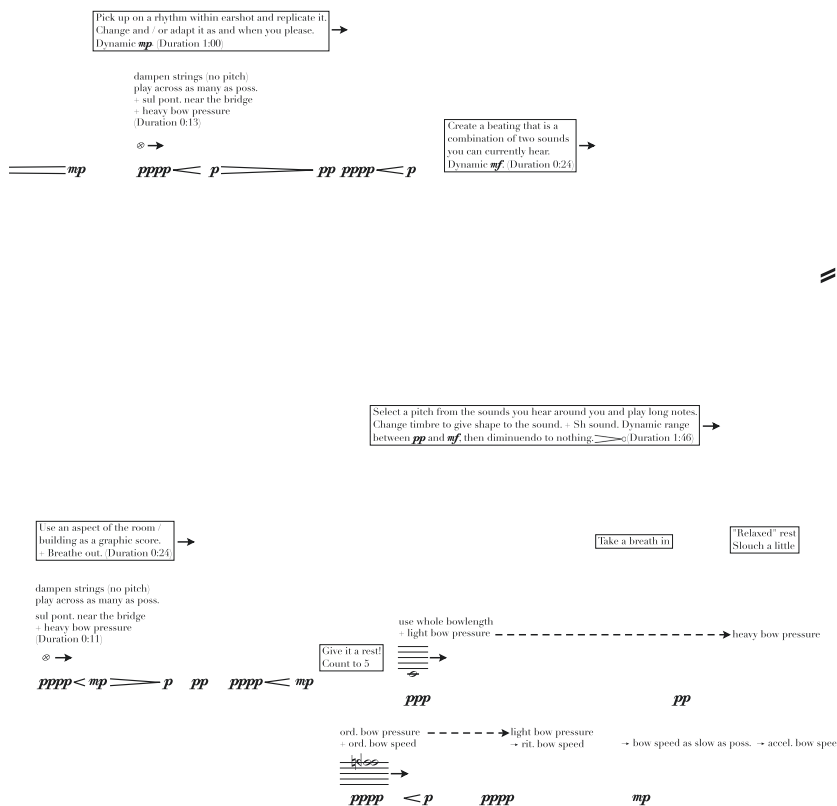 Pick up on a rhythm within earshot and replicate it.
Change and / or adapt it as and when you please.
Dynamic mp. (Duration 1:00)
dampen strings (no pitch)
play across as many as poss.
+ sul pont. near the bridge
+ heavy bow pressure
(Duration 0:13)
Create a beating that is a
combination of two sounds
you can currently hear.
Dynamic mf. (Duration 0:24)
mp pppp p pp pppp p
Select a pitch from the sounds you hear around you and play long notes.
Change timbre to give shape to the sound. + Sh sound. Dynamic range
between pp and mf, then diminuendo to nothing. (Duration 1:46)
Use an aspect of the room /
building as a graphic score.
+ Breathe out. (Duration 0:24)
Take a breath in
"Relaxed" rest
Slouch a little
dampen strings (no pitch)
play across as many as poss.
sul pont. near the bridge
+ heavy bow pressure
(Duration 0:11)
pppp mp p pp pppp mp
Give it a rest!
Count to 5
use whole bowlength
+ light bow pressure
heavy bow pressure
ppp pp
ord. bow pressure
+ ord. bow speed
light bow pressure
→ rit. bow speed
→ bow speed as slow as poss. → accel. bow spee
pppp p pppp mp